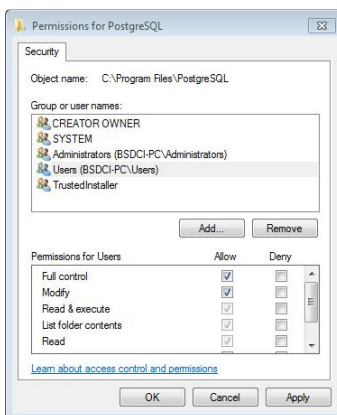 Permissions for PostgreSQL
Security
Object name: C:\Program Files\PostgreSQL
Group or user names:
CREATOR OWNER
SYSTEM
Administrators (BSDCI-PC\Administrators)
Users (BSDCI-PC\Users)
TrustedInstaller
Add... Remove
Permissions for Users Allow Deny
Full control
Modify
Read & execute
List folder contents
Read
Learn about access control and permissions
OK Cancel Apply